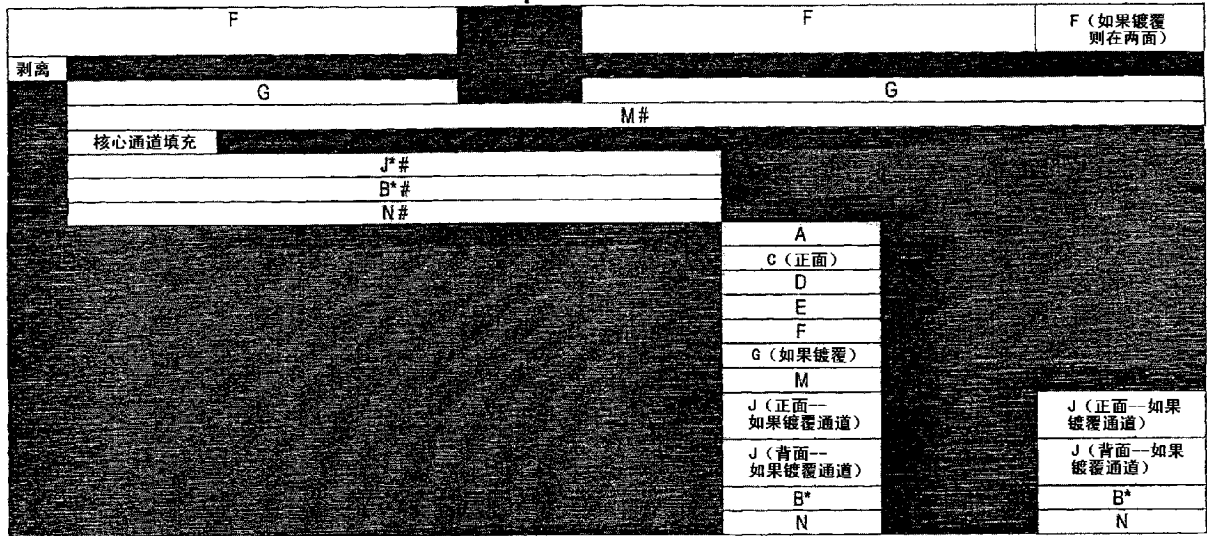 F
F
F（如果镀覆
则在两面）
剥离
G
G
M#
核心通道填充
J*#
B*#
N#
A
C（正面）
D
E
F
G（如果镀覆）
M
J（正面--
如果镀覆通道）
J（正面--如果
镀覆通道）
J（背面--
如果镀覆通道）
J（背面--如果
镀覆通道）
B*
B*
N
N